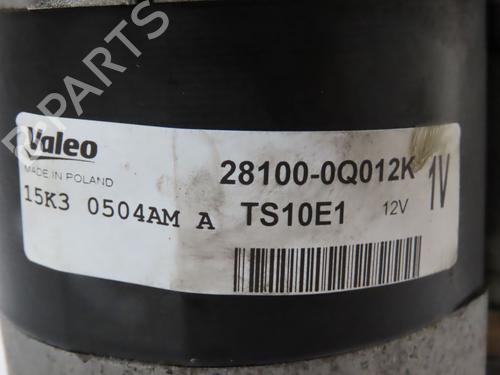 Valeo
MADE IN POLAND
28100-0Q012K
1V
15K3 0504AM A
TS10E1
12V
B-PARTS